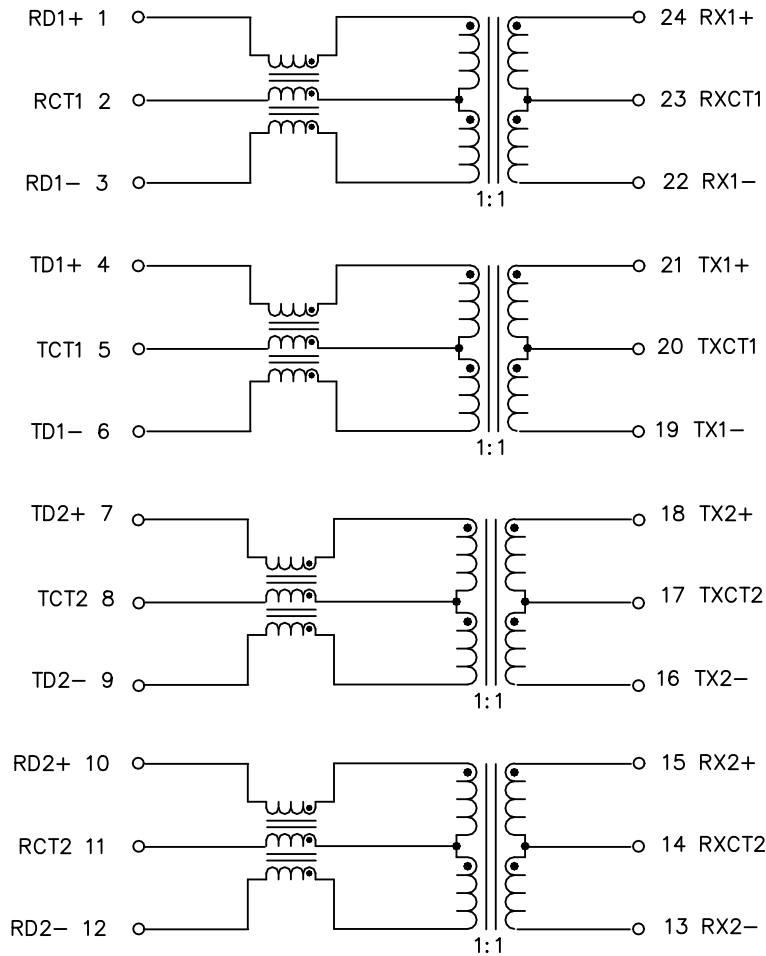 RD1+ 1 24 RX1+
RCT1 2 23 RXCT1
RD1− 3 22 RX1−
1:1
TD1+ 4 21 TX1+
TCT1 5 20 TXCT1
TD1− 6 19 TX1−
1:1
TD2+ 7 18 TX2+
TCT2 8 17 TXCT2
TD2− 9 16 TX2−
1:1
RD2+ 10 15 RX2+
RCT2 11 14 RXCT2
RD2− 12 13 RX2−
1:1